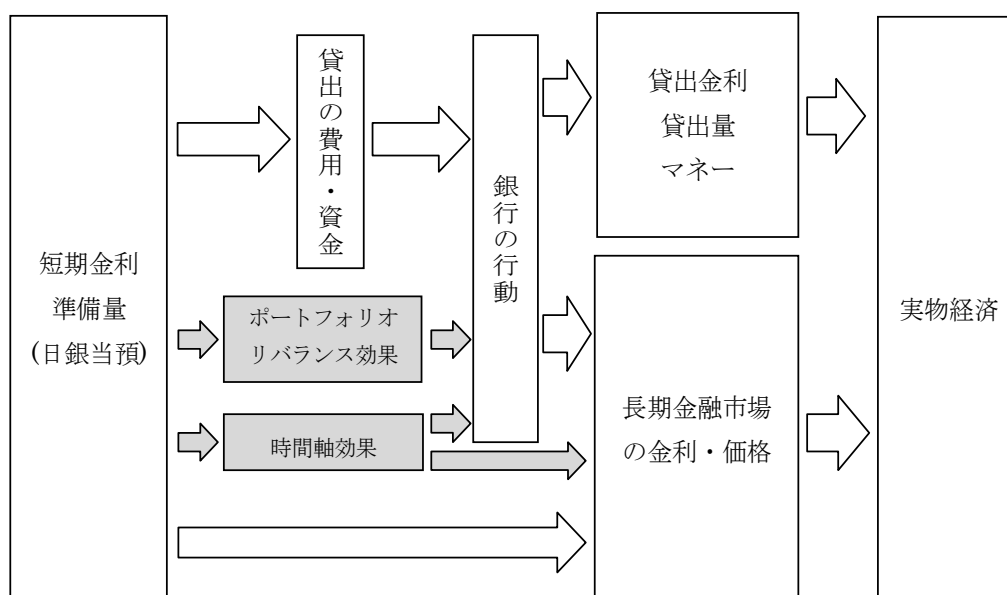 短期金利
準備量
(日銀当預)
貸出の費用・資金
ポートフォリオ
リバランス効果
時間軸効果
銀行の行動
貸出金利
貸出量
マネー
長期金融市場
の金利・価格
実物経済